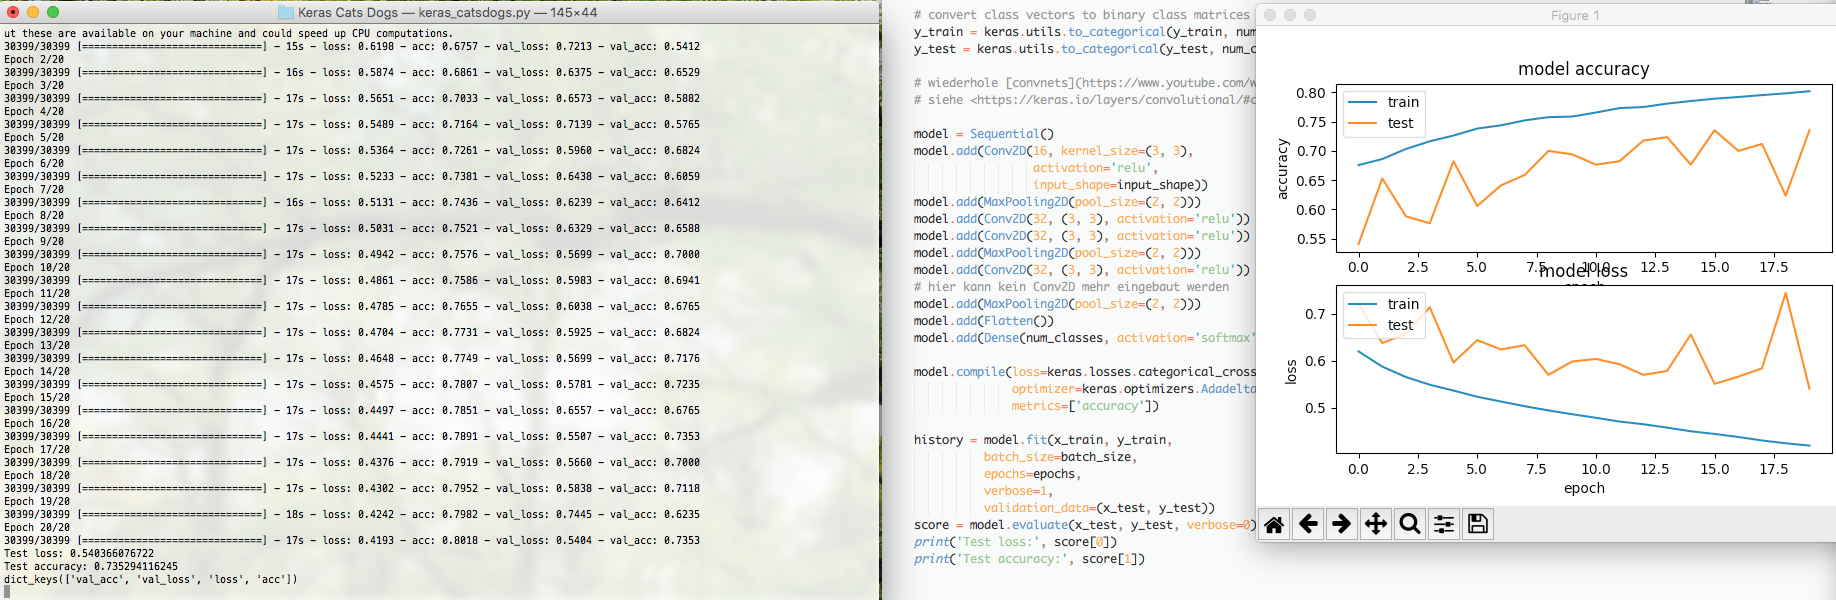 Keras Cats Dogs — keras_catsdogs.py — 145×44
ut these are available on your machine and could speed up CPU computations.
30399/30399 [==============================] - 15s - loss: 0.6198 - acc: 0.6757 - val_loss: 0.7213 - val_acc: 0.5412
Epoch 2/20
30399/30399 [==============================] - 16s - loss: 0.5874 - acc: 0.6861 - val_loss: 0.6375 - val_acc: 0.6529
Epoch 3/20
30399/30399 [==============================] - 17s - loss: 0.5651 - acc: 0.7033 - val_loss: 0.6573 - val_acc: 0.5882
Epoch 4/20
30399/30399 [==============================] - 17s - loss: 0.5489 - acc: 0.7164 - val_loss: 0.7139 - val_acc: 0.5765
Epoch 5/20
30399/30399 [==============================] - 17s - loss: 0.5364 - acc: 0.7261 - val_loss: 0.5960 - val_acc: 0.6824
Epoch 6/20
30399/30399 [==============================] - 17s - loss: 0.5233 - acc: 0.7381 - val_loss: 0.6438 - val_acc: 0.6059
Epoch 7/20
30399/30399 [==============================] - 16s - loss: 0.5131 - acc: 0.7436 - val_loss: 0.6239 - val_acc: 0.6412
Epoch 8/20
30399/30399 [==============================] - 17s - loss: 0.5031 - acc: 0.7521 - val_loss: 0.6329 - val_acc: 0.6588
Epoch 9/20
30399/30399 [==============================] - 17s - loss: 0.4942 - acc: 0.7576 - val_loss: 0.5699 - val_acc: 0.7000
Epoch 10/20
30399/30399 [==============================] - 17s - loss: 0.4861 - acc: 0.7586 - val_loss: 0.5983 - val_acc: 0.6941
Epoch 11/20
30399/30399 [==============================] - 17s - loss: 0.4785 - acc: 0.7655 - val_loss: 0.6038 - val_acc: 0.6765
Epoch 12/20
30399/30399 [==============================] - 17s - loss: 0.4704 - acc: 0.7731 - val_loss: 0.5925 - val_acc: 0.6824
Epoch 13/20
30399/30399 [==============================] - 17s - loss: 0.4648 - acc: 0.7749 - val_loss: 0.5699 - val_acc: 0.7176
Epoch 14/20
30399/30399 [==============================] - 17s - loss: 0.4575 - acc: 0.7807 - val_loss: 0.5781 - val_acc: 0.7235
Epoch 15/20
30399/30399 [==============================] - 17s - loss: 0.4497 - acc: 0.7851 - val_loss: 0.6557 - val_acc: 0.6765
Epoch 16/20
30399/30399 [==============================] - 17s - loss: 0.4441 - acc: 0.7891 - val_loss: 0.5507 - val_acc: 0.7353
Epoch 17/20
30399/30399 [==============================] - 17s - loss: 0.4376 - acc: 0.7919 - val_loss: 0.5660 - val_acc: 0.7000
Epoch 18/20
30399/30399 [==============================] - 17s - loss: 0.4302 - acc: 0.7952 - val_loss: 0.5838 - val_acc: 0.7118
Epoch 19/20
30399/30399 [==============================] - 18s - loss: 0.4242 - acc: 0.7982 - val_loss: 0.7445 - val_acc: 0.6235
Epoch 20/20
30399/30399 [==============================] - 17s - loss: 0.4193 - acc: 0.8018 - val_loss: 0.5404 - val_acc: 0.7353
Test loss: 0.540366076722
Test accuracy: 0.735294116245
dict_keys(['val_acc', 'val_loss', 'loss', 'acc'])
# convert class vectors to binary class matrices
y_train = keras.utils.to_categorical(y_train, num
y_test = keras.utils.to_categorical(y_test, num_c
# wiederhole [convnets](https://www.youtube.com/w
# siehe <https://keras.io/layers/convolutional/#c
model = Sequential()
model.add(Conv2D(16, kernel_size=(3, 3),
activation='relu',
input_shape=input_shape))
model.add(MaxPooling2D(pool_size=(2, 2)))
model.add(Conv2D(32, (3, 3), activation='relu'))
model.add(Conv2D(32, (3, 3), activation='relu'))
model.add(MaxPooling2D(pool_size=(2, 2)))
model.add(Conv2D(32, (3, 3), activation='relu'))
# hier kann kein Conv2D mehr eingebaut werden
model.add(MaxPooling2D(pool_size=(2, 2)))
model.add(Flatten())
model.add(Dense(num_classes, activation='softmax'
model.compile(loss=keras.losses.categorical_cross
optimizer=keras.optimizers.Adadelta
metrics=['accuracy'])
history = model.fit(x_train, y_train,
batch_size=batch_size,
epochs=epochs,
verbose=1,
validation_data=(x_test, y_test))
score = model.evaluate(x_test, y_test, verbose=0)
print('Test loss:', score[0])
print('Test accuracy:', score[1])
Figure 1
model accuracy
accuracy
0.80
0.75
0.70
0.65
0.60
0.55
train
test
0.0 2.5 5.0 7.5 10.0 12.5 15.0 17.5
epoch
model loss
loss
0.7
0.6
0.5
train
test
0.0 2.5 5.0 7.5 10.0 12.5 15.0 17.5
epoch